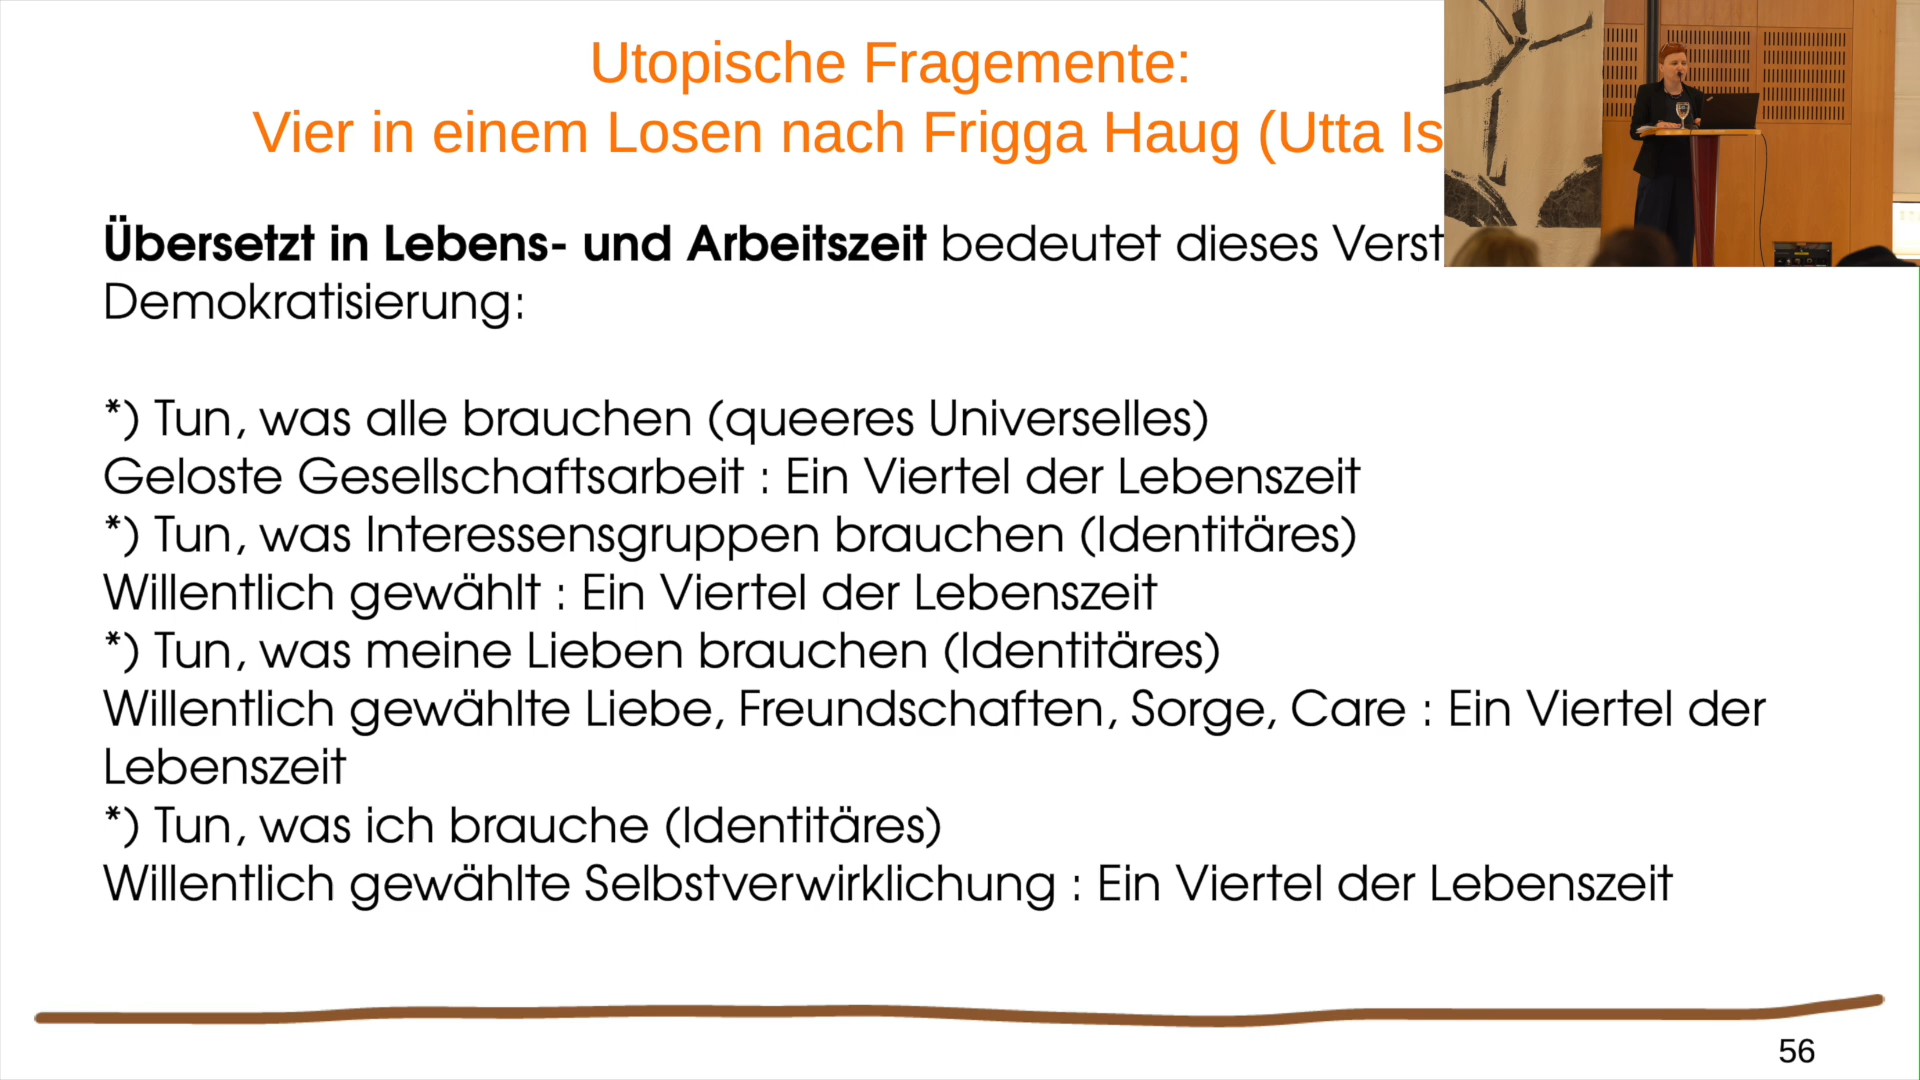 Utopische Fragemente:
Vier in einem Losen nach Frigga Haug (Utta Is
Übersetzt in Lebens- und Arbeitszeit bedeutet dieses Verst
Demokratisierung:
*) Tun, was alle brauchen (queeres Universelles)
Geloste Gesellschaftsarbeit : Ein Viertel der Lebenszeit
*) Tun, was Interessensgruppen brauchen (Identitäres)
Willentlich gewählt : Ein Viertel der Lebenszeit
*) Tun, was meine Lieben brauchen (Identitäres)
Willentlich gewählte Liebe, Freundschaften, Sorge, Care : Ein Viertel der
Lebenszeit
*) Tun, was ich brauche (Identitäres)
Willentlich gewählte Selbstverwirklichung : Ein Viertel der Lebenszeit
56